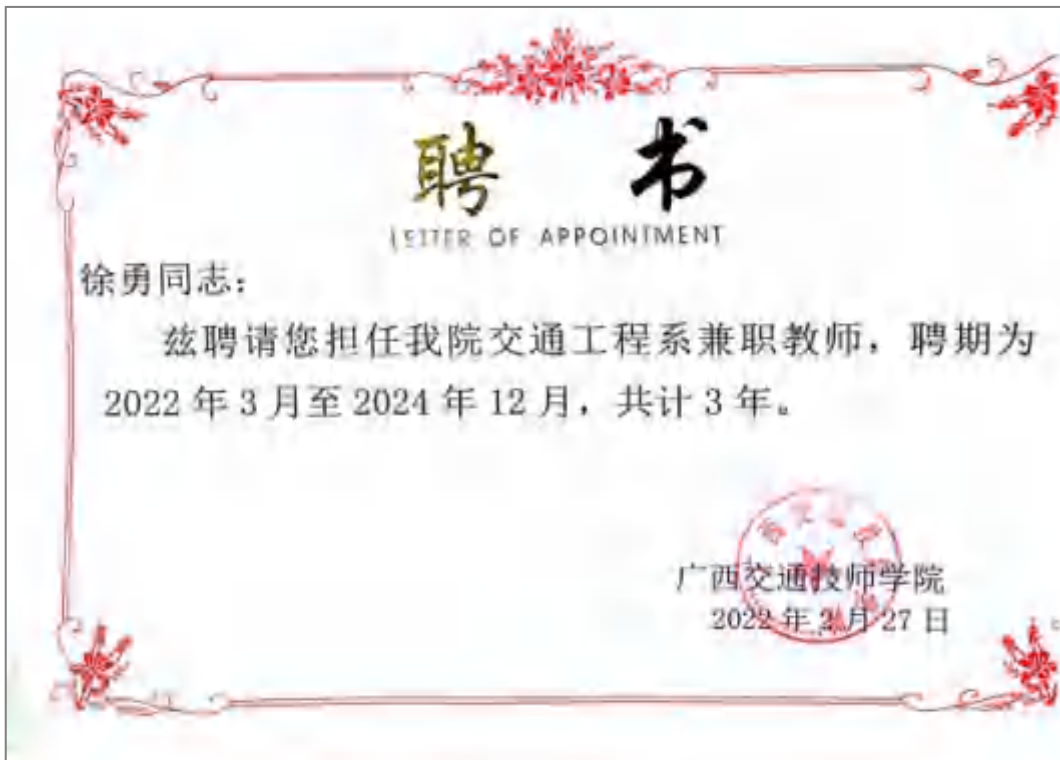 聘 书
LETTER OF APPOINTMENT
徐勇同志：
兹聘请您担任我院交通工程系兼职教师，聘期为
2022 年 3 月至 2024 年 12 月，共计 3 年。
广西交通技师学院
2022 年 2 月 27 日